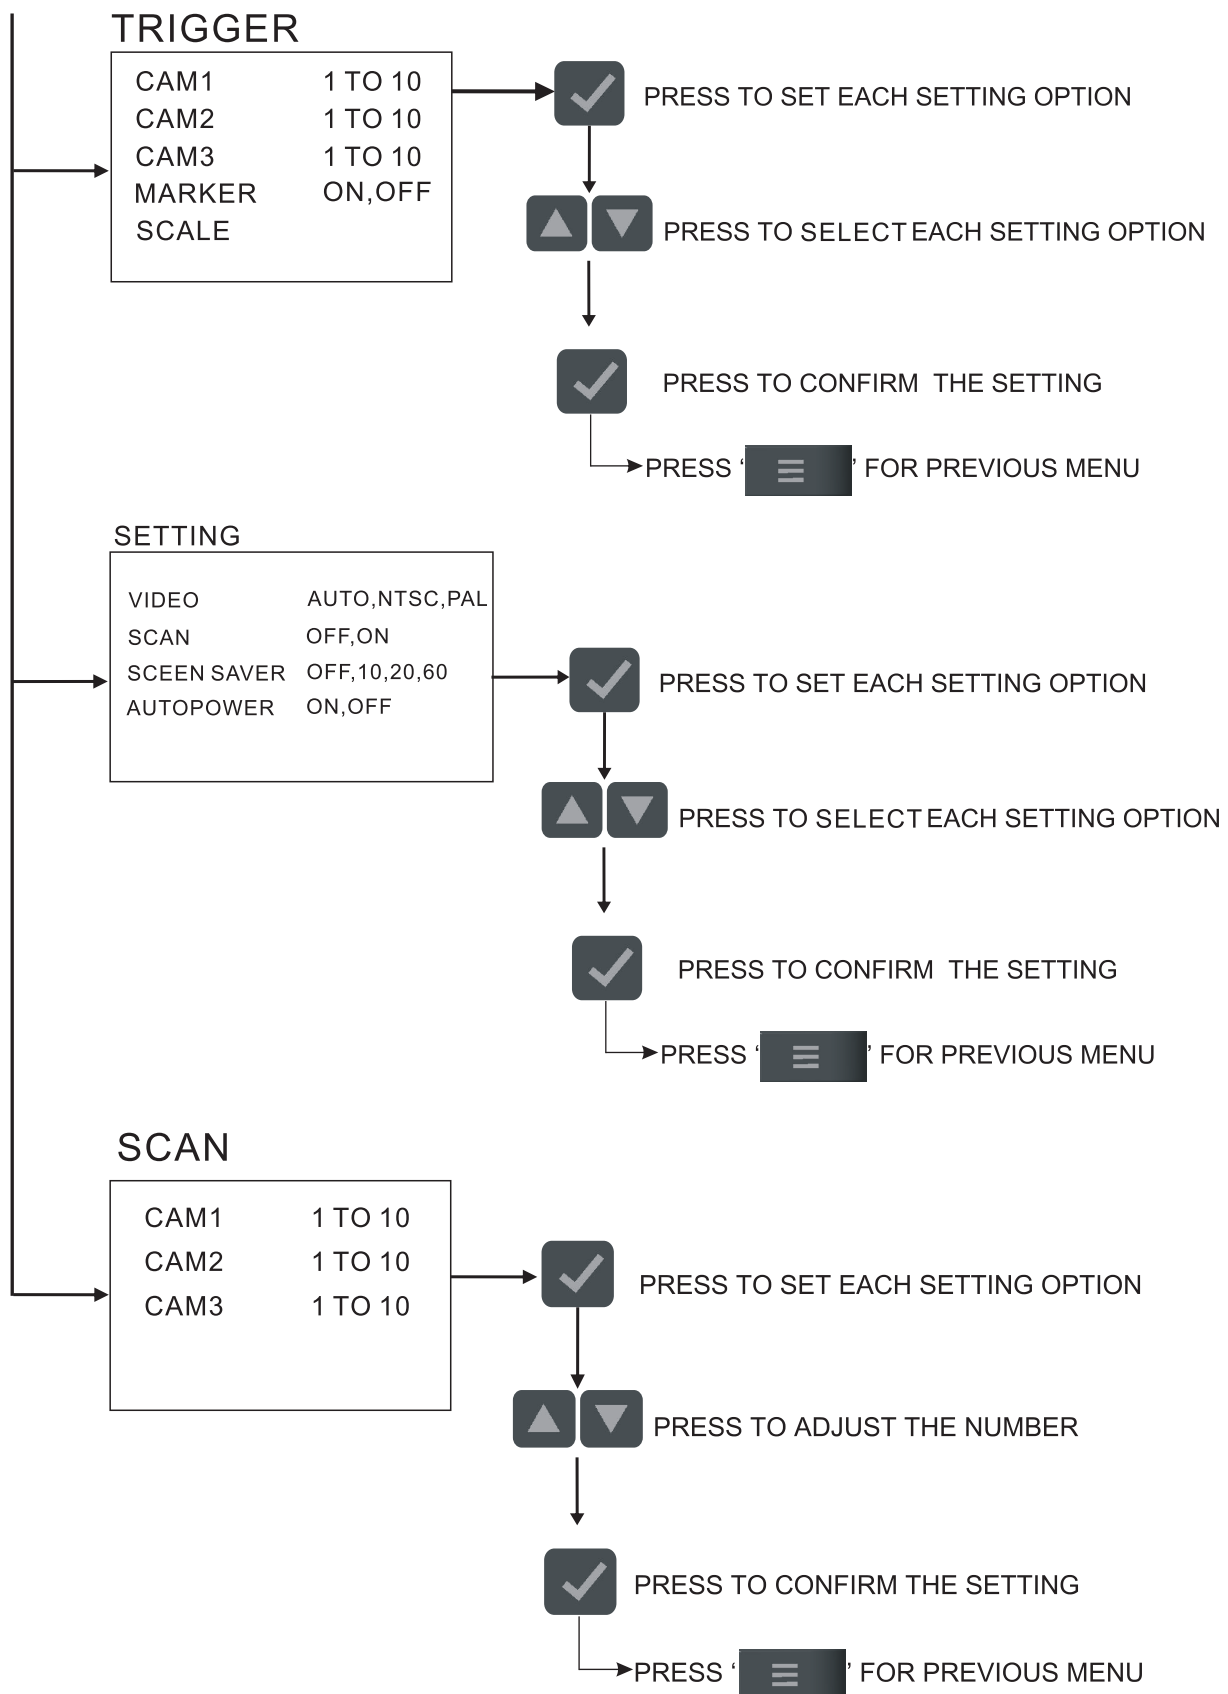 TRIGGER
CAM1 1 TO 10
CAM2 1 TO 10
CAM3 1 TO 10
MARKER ON,OFF
SCALE
PRESS TO SET EACH SETTING OPTION
PRESS TO SELECT EACH SETTING OPTION
PRESS TO CONFIRM THE SETTING
PRESS ‘ ’ FOR PREVIOUS MENU
SETTING
VIDEO AUTO,NTSC,PAL
SCAN OFF,ON
SCEEN SAVER OFF,10,20,60
AUTOPOWER ON,OFF
PRESS TO SET EACH SETTING OPTION
PRESS TO SELECT EACH SETTING OPTION
PRESS TO CONFIRM THE SETTING
PRESS ‘ ’ FOR PREVIOUS MENU
SCAN
CAM1 1 TO 10
CAM2 1 TO 10
CAM3 1 TO 10
PRESS TO SET EACH SETTING OPTION
PRESS TO ADJUST THE NUMBER
PRESS TO CONFIRM THE SETTING
PRESS ‘ ’ FOR PREVIOUS MENU